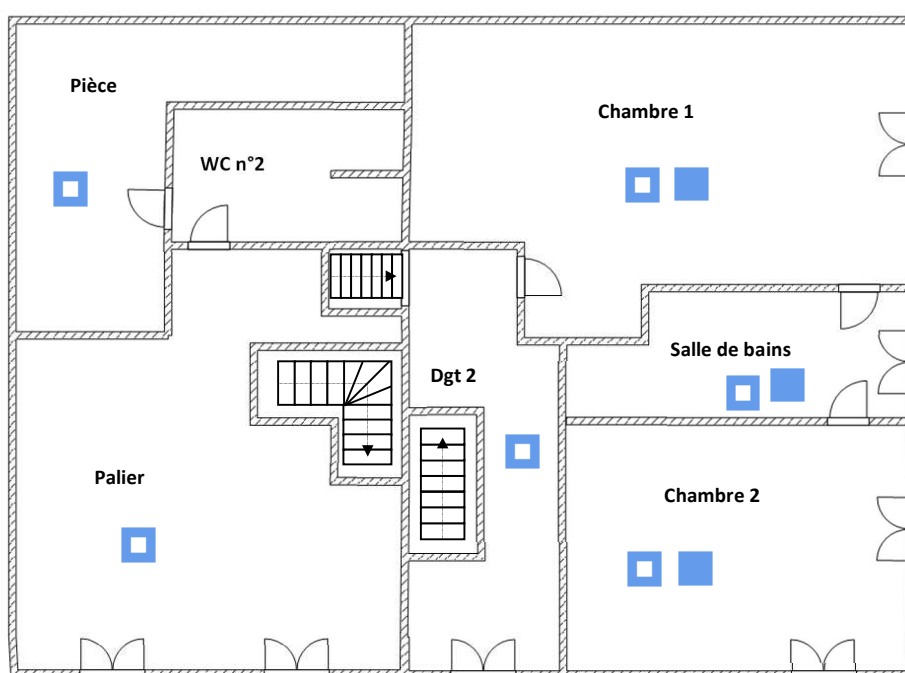 Pièce
Chambre 1
WC n°2
Salle de bains
Dgt 2
Palier
Chambre 2